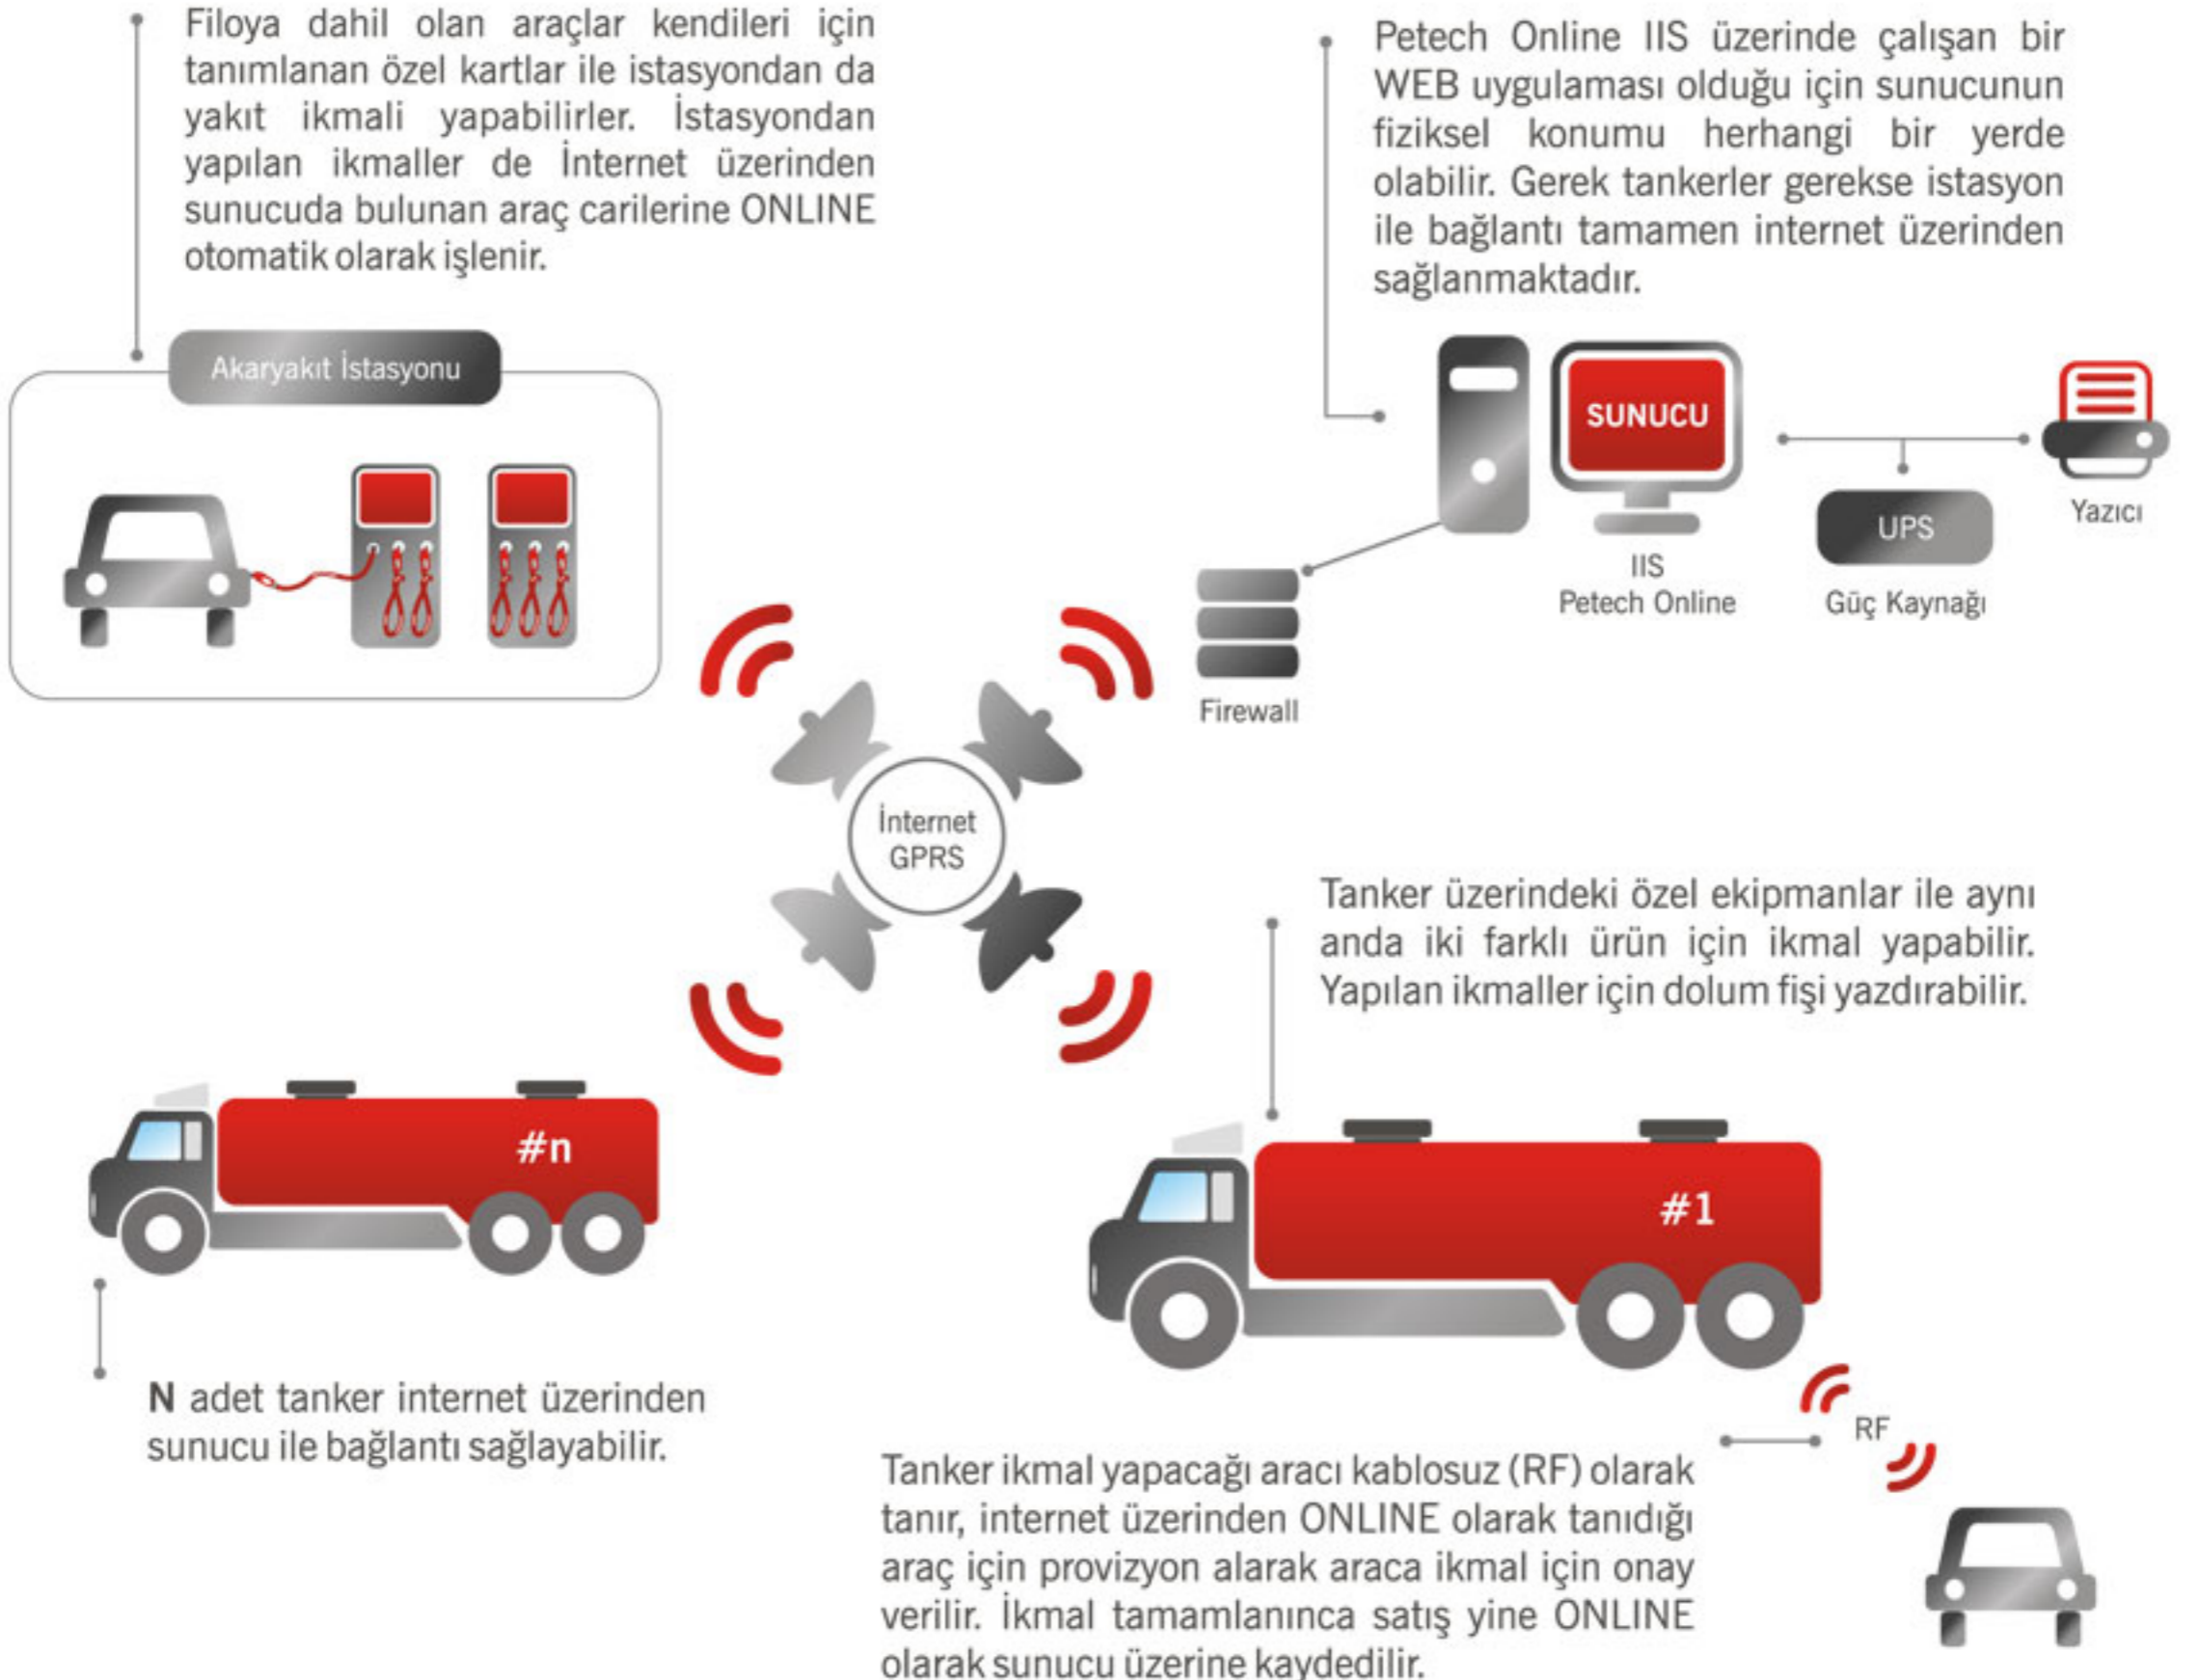 Filoya dahil olan araçlar kendileri için
tanımlanan özel kartlar ile istasyondan da
yakıt ikmali yapabilirler. İstasyondan
yapılan ikmaller de İnternet üzerinden
sunucuda bulunan araç carilerine ONLINE
otomatik olarak işlenir.
Akaryakıt İstasyonu
Petech Online IIS üzerinde çalışan bir
WEB uygulaması olduğu için sunucunun
fiziksel konumu herhangi bir yerde
olabilir. Gerek tankerler gerekse istasyon
ile bağlantı tamamen internet üzerinden
sağlanmaktadır.
SUNUCU
IIS
Petech Online
UPS
Güç Kaynağı
Yazıcı
Firewall
İnternet
GPRS
Tanker üzerindeki özel ekipmanlar ile aynı
anda iki farklı ürün için ikmal yapabilir.
Yapılan ikmaller için dolum fişi yazdırabilir.
#n
#1
N adet tanker internet üzerinden
sunucu ile bağlantı sağlayabilir.
RF
Tanker ikmal yapacağı aracı kablosuz (RF) olarak
tanır, internet üzerinden ONLINE olarak tanıdığı
araç için provizyon alarak araca ikmal için onay
verilir. İkmal tamamlanınca satış yine ONLINE
olarak sunucu üzerine kaydedilir.